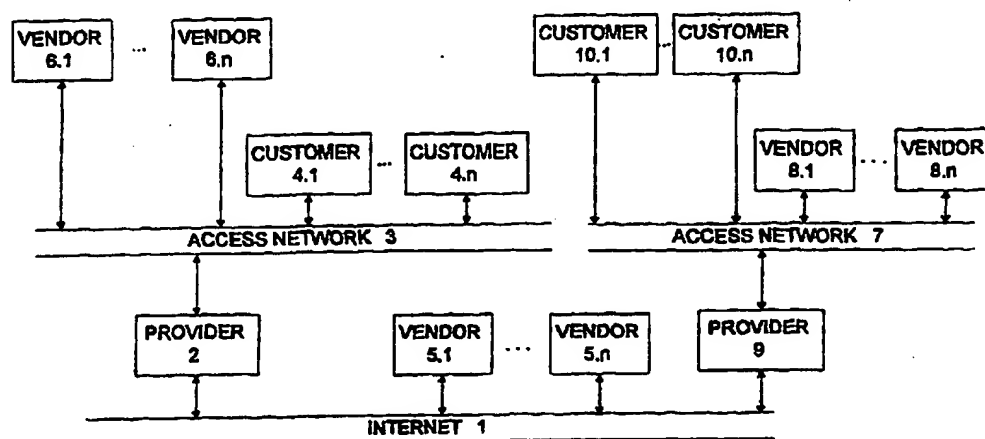 VENDOR
6.1
...
VENDOR
6.n
CUSTOMER
10.1
...
CUSTOMER
10.n
CUSTOMER
4.1
...
CUSTOMER
4.n
VENDOR
8.1
...
VENDOR
8.n
ACCESS NETWORK 3
ACCESS NETWORK 7
PROVIDER
2
VENDOR
5.1
...
VENDOR
5.n
PROVIDER
9
INTERNET 1